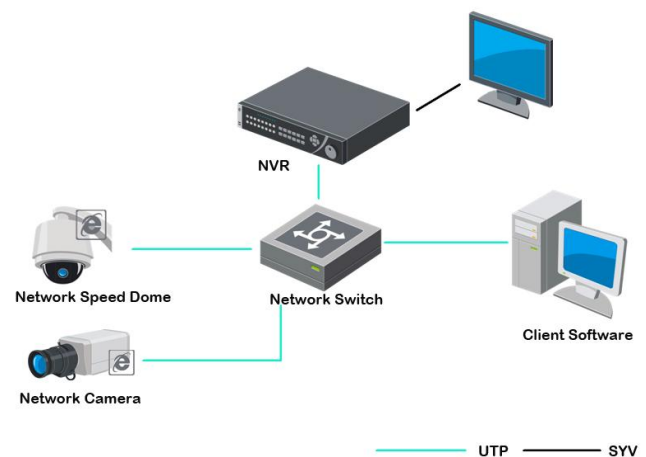 NVR
Network Speed Dome
Network Switch
Client Software
Network Camera
UTP
SYV